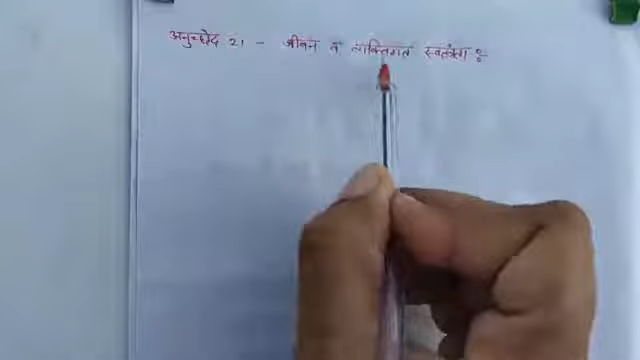 अनुच्छेद 21 - जीवन व व्यक्तिगत स्वतंत्रता :